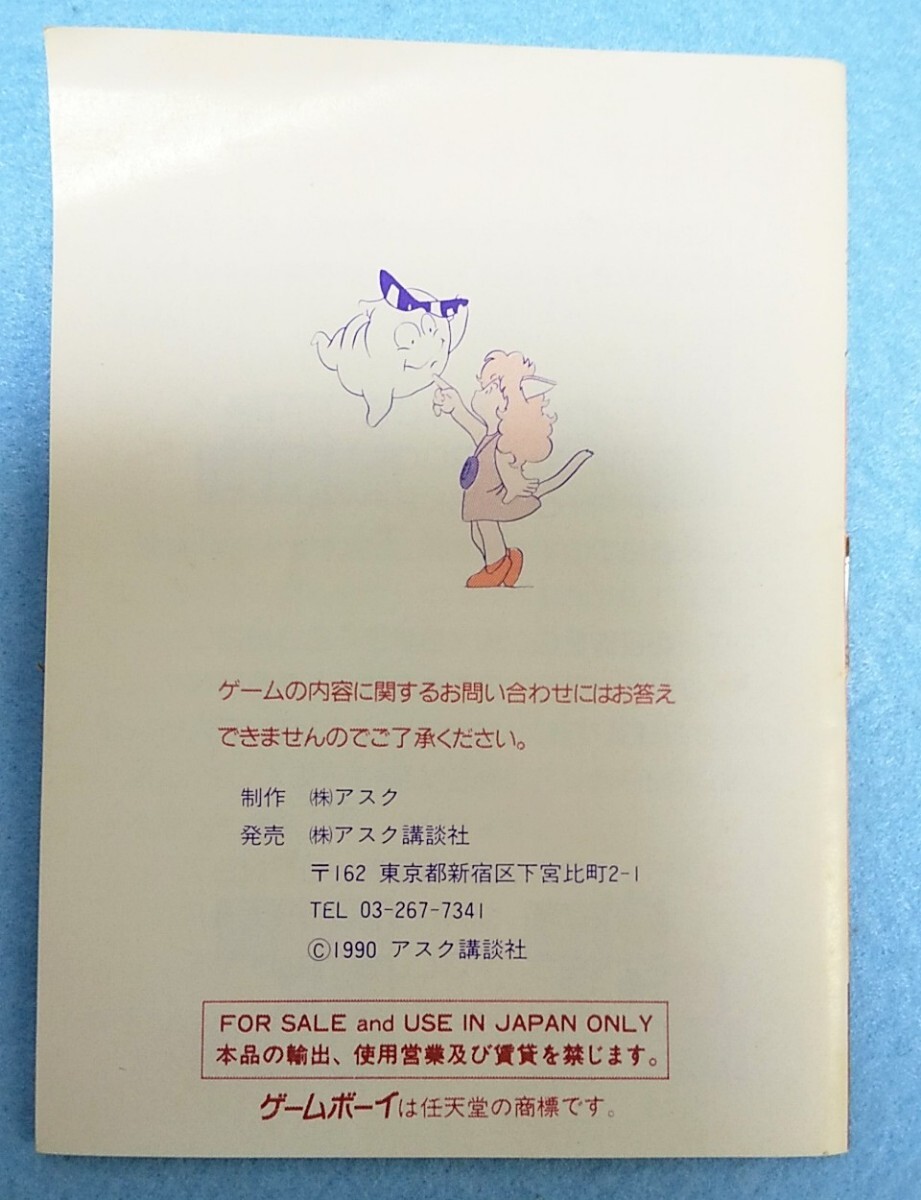 ゲームの内容に関するお問い合わせにはお答え
できませんのでご了承ください。
制作 ㈱アスク
発売 ㈱アスク講談社
〒162 東京都新宿区下宮比町2-1
TEL 03-267-7341
©1990 アスク講談社
FOR SALE and USE IN JAPAN ONLY
本品の輸出、使用営業及び賃貸を禁じます。
ゲームボーイは任天堂の商標です。